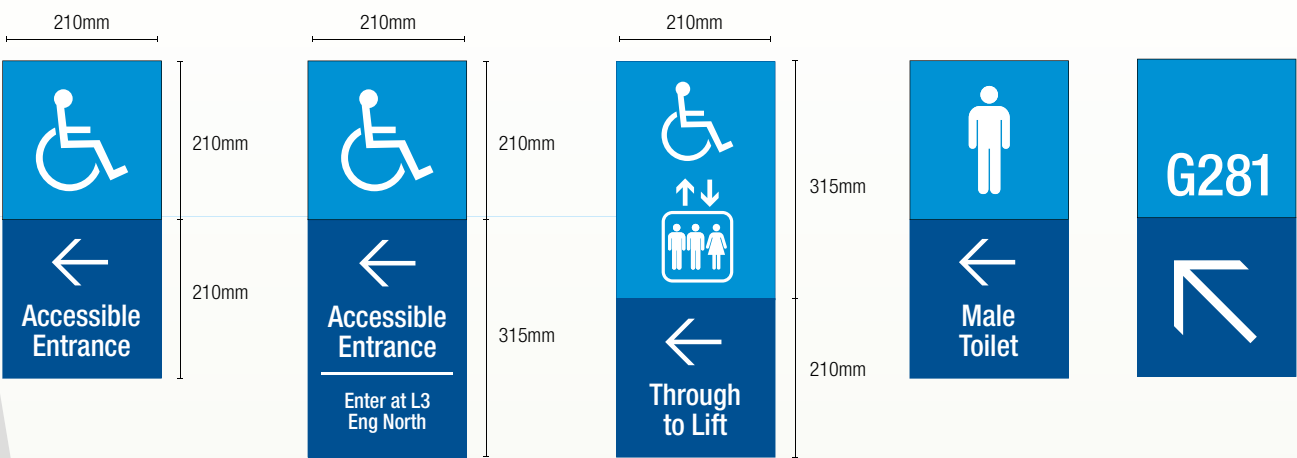 210mm
210mm
210mm
210mm
210mm
Accessible
Entrance
210mm
315mm
Accessible
Entrance
Enter at L3
Eng North
315mm
210mm
Through
to Lift
Male
Toilet
G281